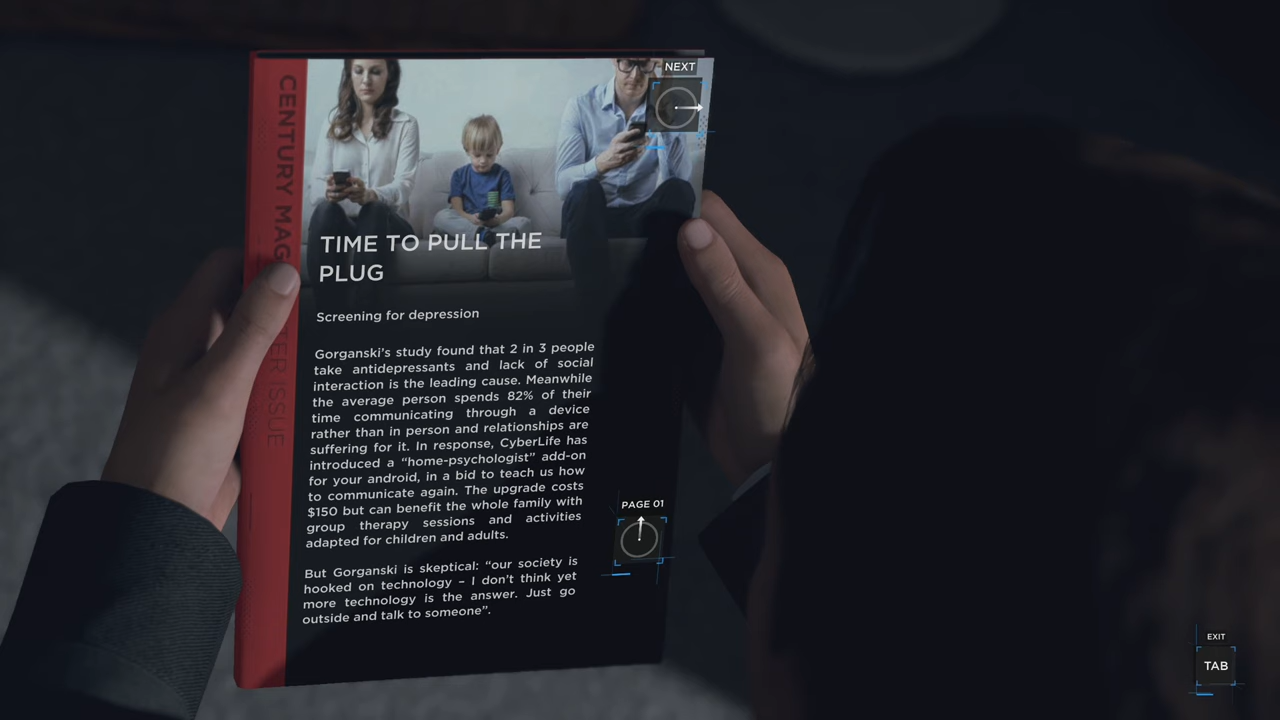 NEXT
CENTURY MAG
TER ISSUE
TIME TO PULL THE
PLUG
Screening for depression
Gorganski's study found that 2 in 3 people
take antidepressants and lack of social
interaction is the leading cause. Meanwhile
the average person spends 82% of their
time communicating through a device
rather than in person and relationships are
suffering for it. In response, CyberLife has
introduced a “home-psychologist” add-on
for your android, in a bid to teach us how
to communicate again. The upgrade costs
$150 but can benefit the whole family with
group therapy sessions and activities
adapted for children and adults.
But Gorganski is skeptical: “our society is
hooked on technology – I don't think yet
more technology is the answer. Just go
outside and talk to someone”.
PAGE 01
EXIT
TAB